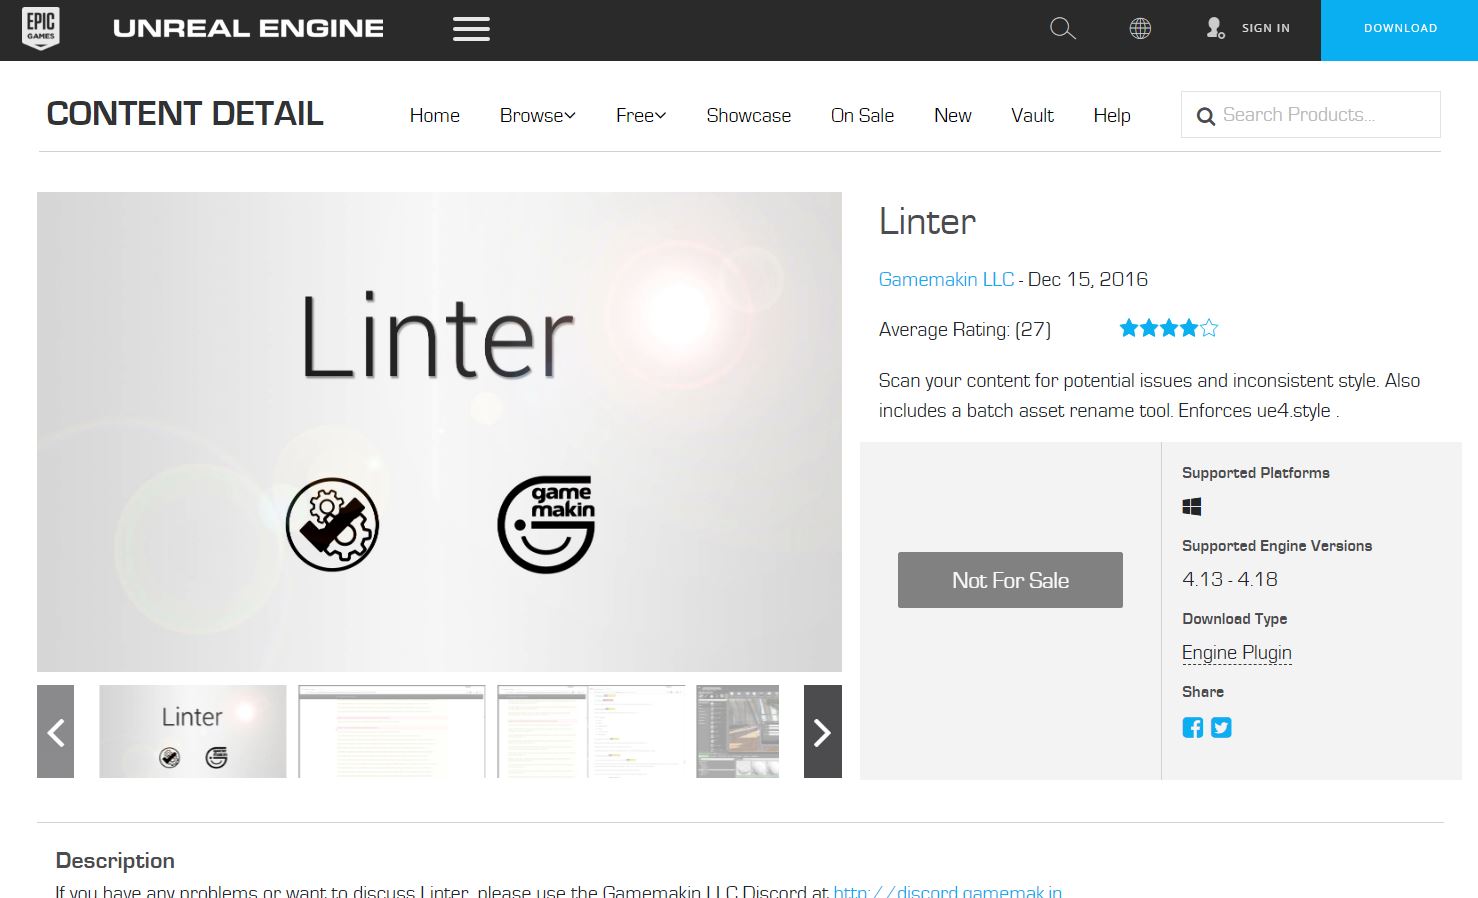 EPIC
GAMES
UNREAL ENGINE
SIGN IN
DOWNLOAD
CONTENT DETAIL
Home
Browse
Free
Showcase
On Sale
New
Vault
Help
Search Products...
Linter
game
makin
Linter
Linter
Gamemakin LLC - Dec 15, 2016
Average Rating: (27)
Scan your content for potential issues and inconsistent style. Also
includes a batch asset rename tool. Enforces ue4.style .
Not For Sale
Supported Platforms
Supported Engine Versions
4.13 - 4.18
Download Type
Engine Plugin
Share
Description
If you have any problems or want to discuss Linter, please use the Gamemakin LLC Discord at http://discord.gamemak.in